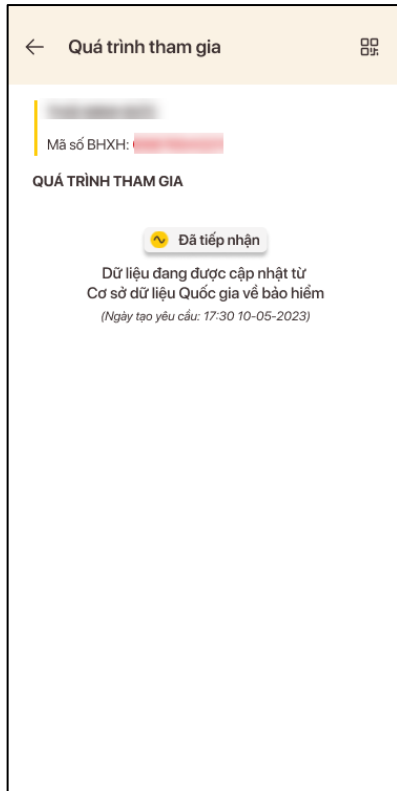 Quá trình tham gia
Mã số BHXH:
QUÁ TRÌNH THAM GIA
Đã tiếp nhận
Dữ liệu đang được cập nhật từ
Cơ sở dữ liệu Quốc gia về bảo hiểm
(Ngày tạo yêu cầu: 17:30 10-05-2023)